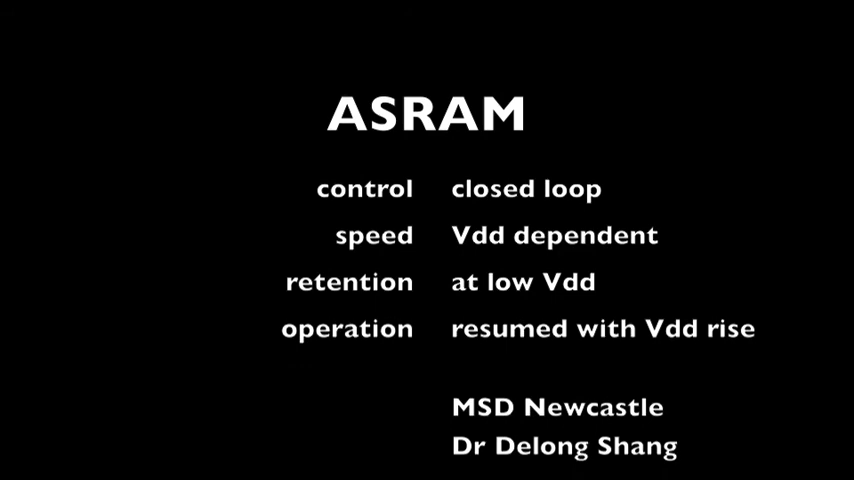 ASRAM
control closed loop
speed Vdd dependent
retention at low Vdd
operation resumed with Vdd rise
MSD Newcastle
Dr Delong Shang